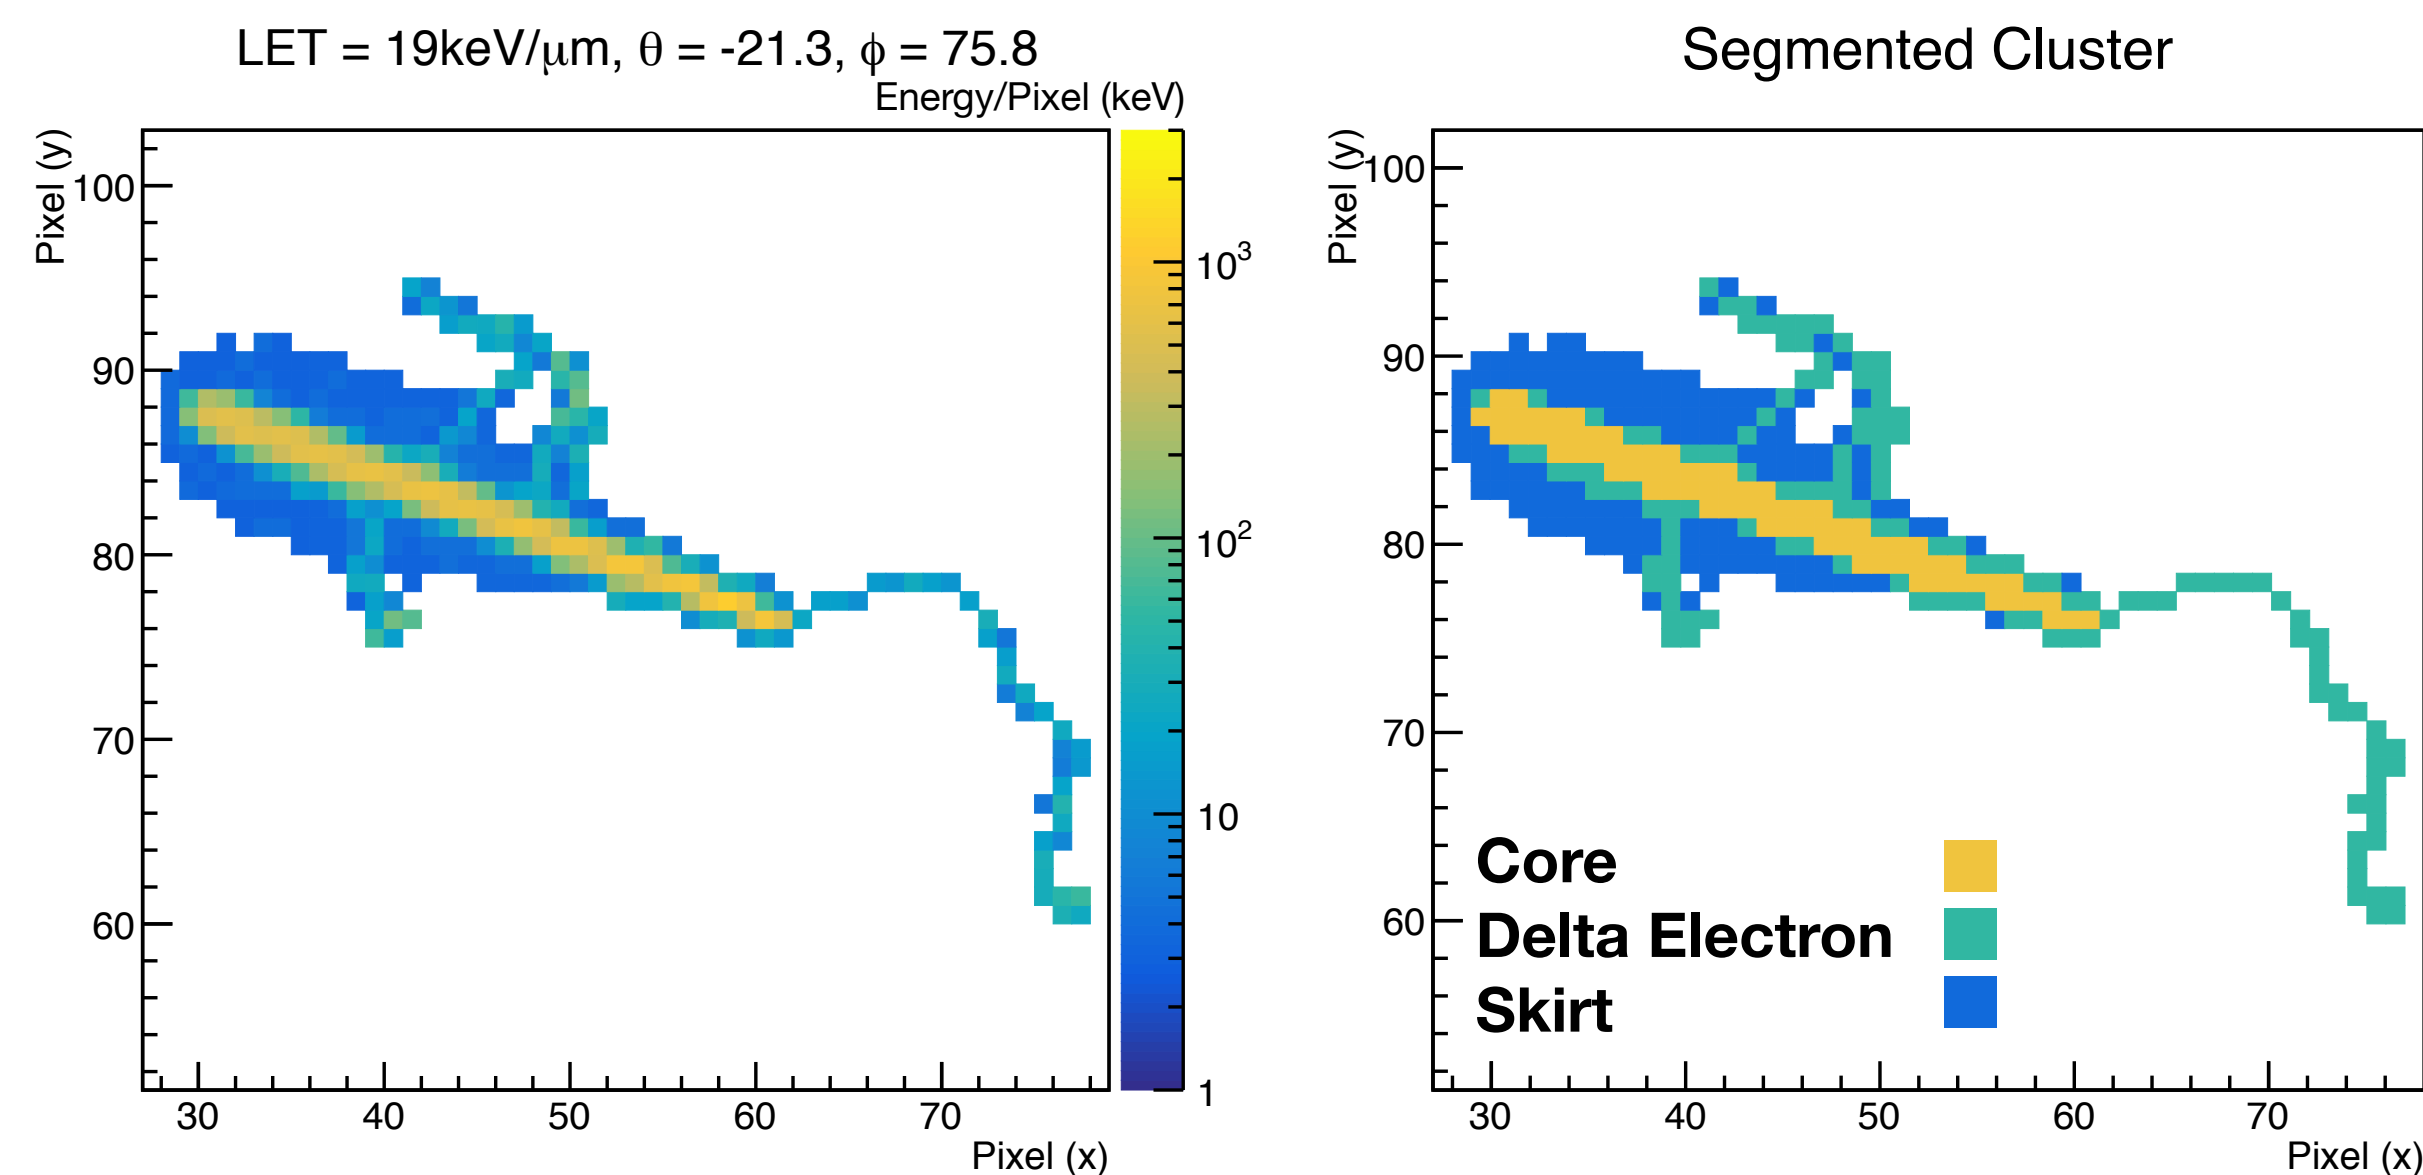 LET = 19keV/μm, θ = -21.3, ϕ = 75.8
Energy/Pixel (keV)
Pixel (y)
100
90
80
70
60
30 40 50 60 70
Pixel (x)
10³
10²
10
1
Segmented Cluster
Pixel (y)
100
90
80
70
60
Core
Delta Electron
Skirt
30 40 50 60 70
Pixel (x)